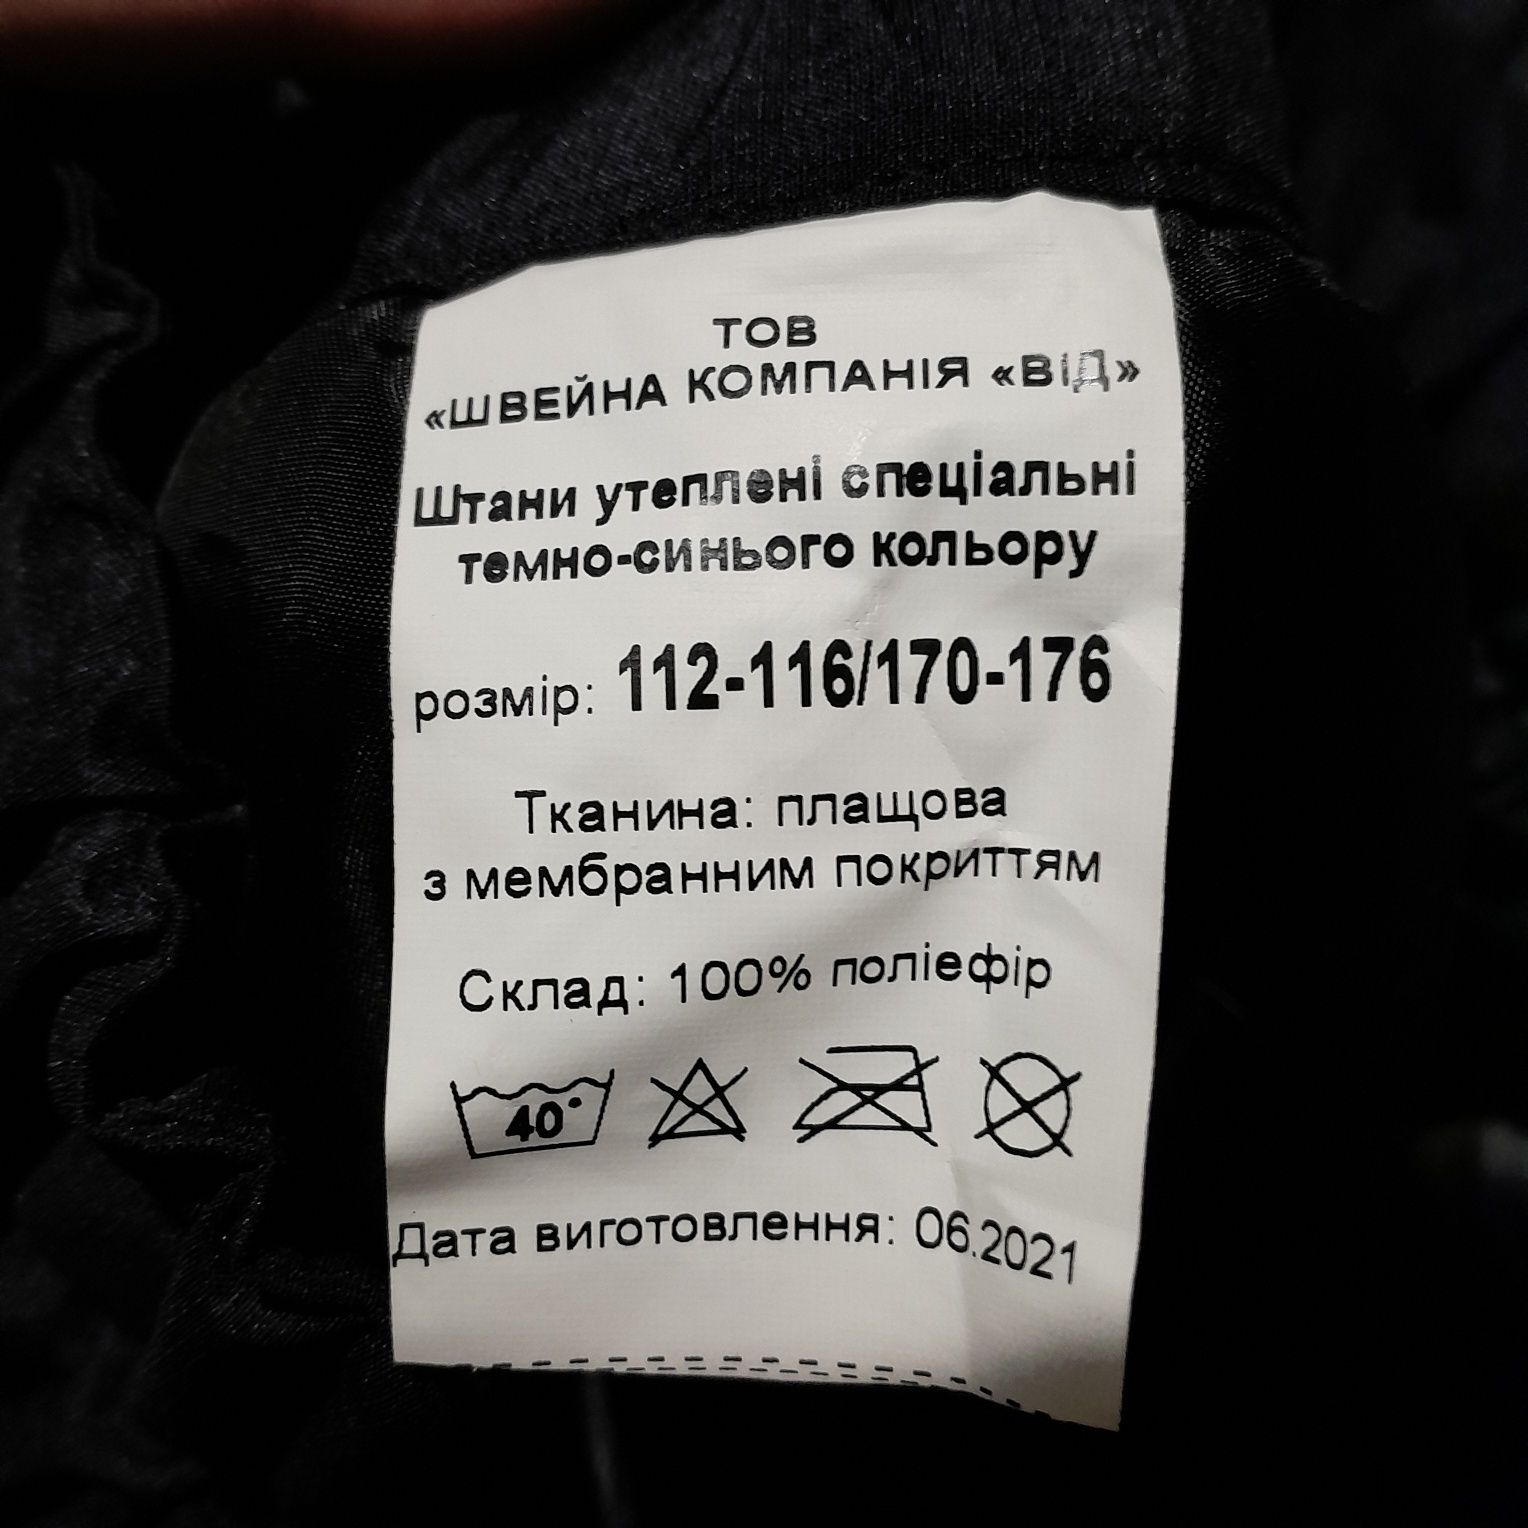 ТОВ
«ШВЕЙНА КОМПАНІЯ «ВІД»
Штани утеплені спеціальні
темно-синього кольору
розмір: 112-116/170-176
Тканина: плащова
з мембранним покриттям
Склад: 100% поліефір
40°
Дата виготовлення: 06.2021